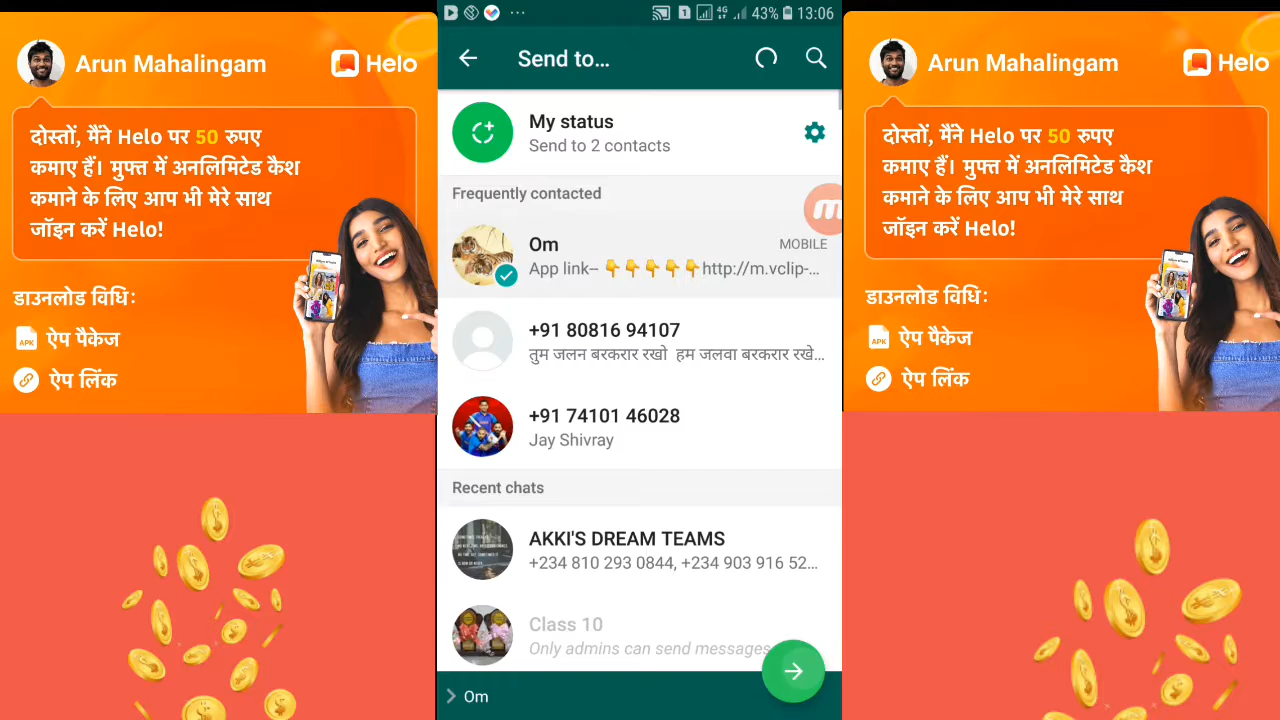 Arun Mahalingam
Helo
दोस्तों, मैंने Helo पर 50 रुपए
कमाए हैं। मुफ्त में अनलिमिटेड कैश
कमाने के लिए आप भी मेरे साथ
जॉइन करें Helo!
डाउनलोड विधिः
APK ऐप पैकेज
ऐप लिंक
1 4G 43% 13:06
Send to...
My status
Send to 2 contacts
Frequently contacted
Om
MOBILE
App link-- 👇👇👇👇👇http://m.vclip-...
+91 80816 94107
तुम जलन बरकरार रखो हम जलवा बरकरार रखे...
+91 74101 46028
Jay Shivray
Recent chats
AKKI'S DREAM TEAMS
+234 810 293 0844, +234 903 916 52...
Class 10
Only admins can send messages
Om
Arun Mahalingam
Helo
दोस्तों, मैंने Helo पर 50 रुपए
कमाए हैं। मुफ्त में अनलिमिटेड कैश
कमाने के लिए आप भी मेरे साथ
जॉइन करें Helo!
डाउनलोड विधिः
APK ऐप पैकेज
ऐप लिंक